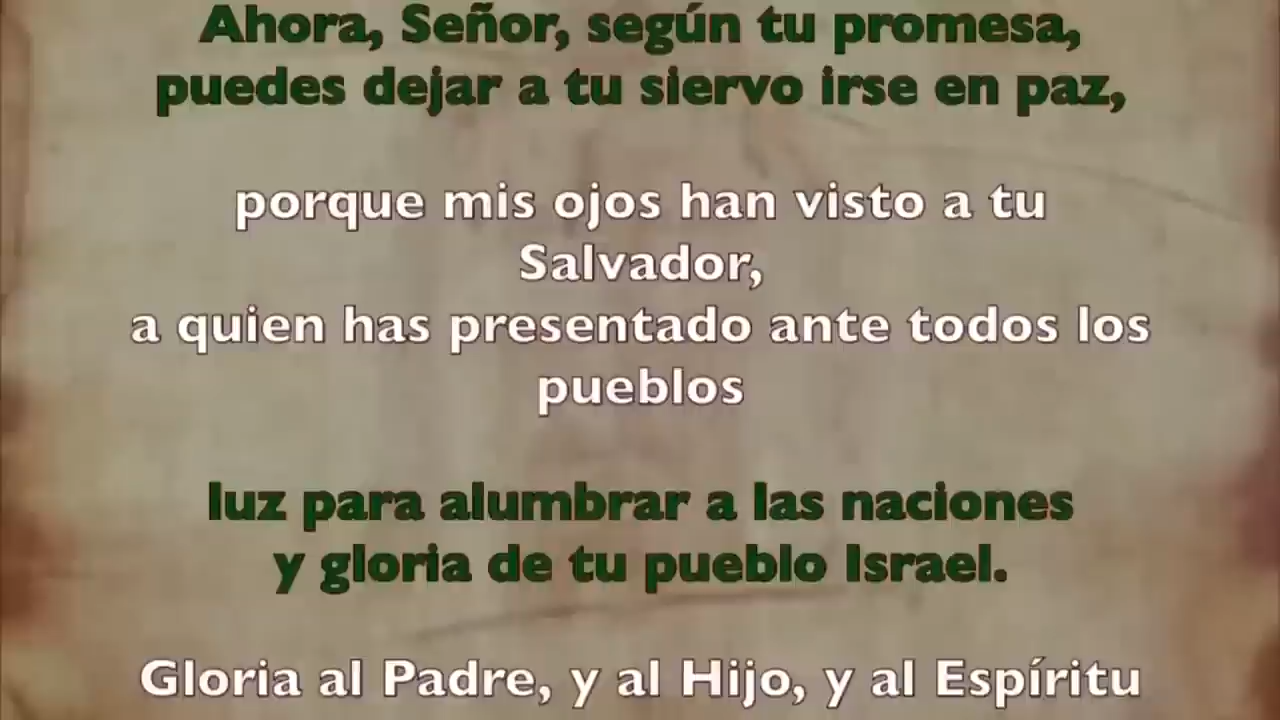 Ahora, Señor, según tu promesa,
puedes dejar a tu siervo irse en paz,
porque mis ojos han visto a tu
Salvador,
a quien has presentado ante todos los
pueblos
luz para alumbrar a las naciones
y gloria de tu pueblo Israel.
Gloria al Padre, y al Hijo, y al Espíritu